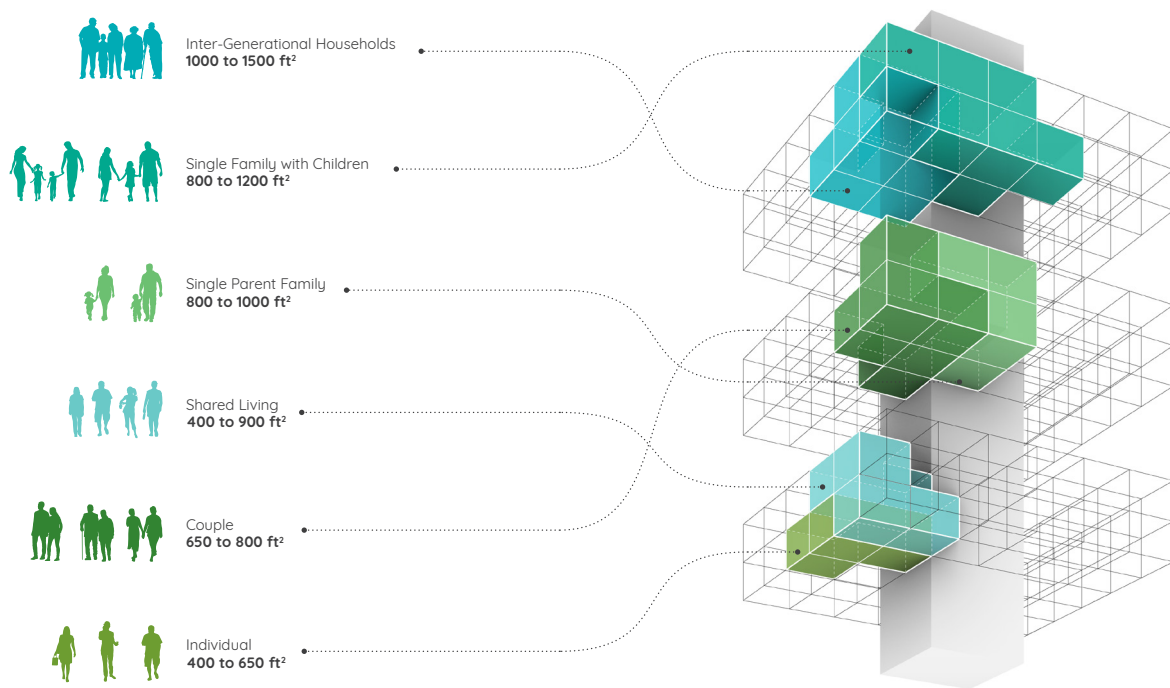 Inter-Generational Households
1000 to 1500 ft²
Single Family with Children
800 to 1200 ft²
Single Parent Family
800 to 1000 ft²
Shared Living
400 to 900 ft²
Couple
650 to 800 ft²
Individual
400 to 650 ft²